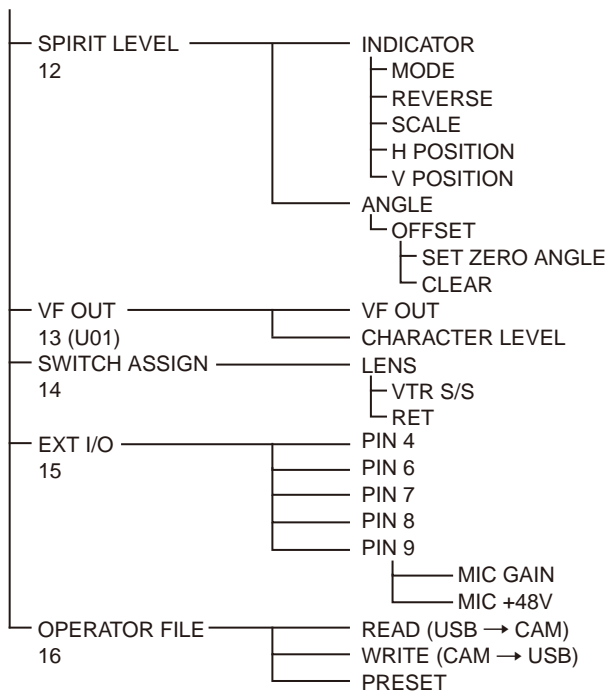 SPIRIT LEVEL INDICATOR
12 MODE
REVERSE
SCALE
H POSITION
V POSITION
ANGLE
OFFSET
SET ZERO ANGLE
CLEAR
VF OUT VF OUT
13 (U01) CHARACTER LEVEL
SWITCH ASSIGN LENS
14 VTR S/S
RET
EXT I/O PIN 4
15 PIN 6
PIN 7
PIN 8
PIN 9
MIC GAIN
MIC +48V
OPERATOR FILE READ (USB → CAM)
16 WRITE (CAM → USB)
PRESET